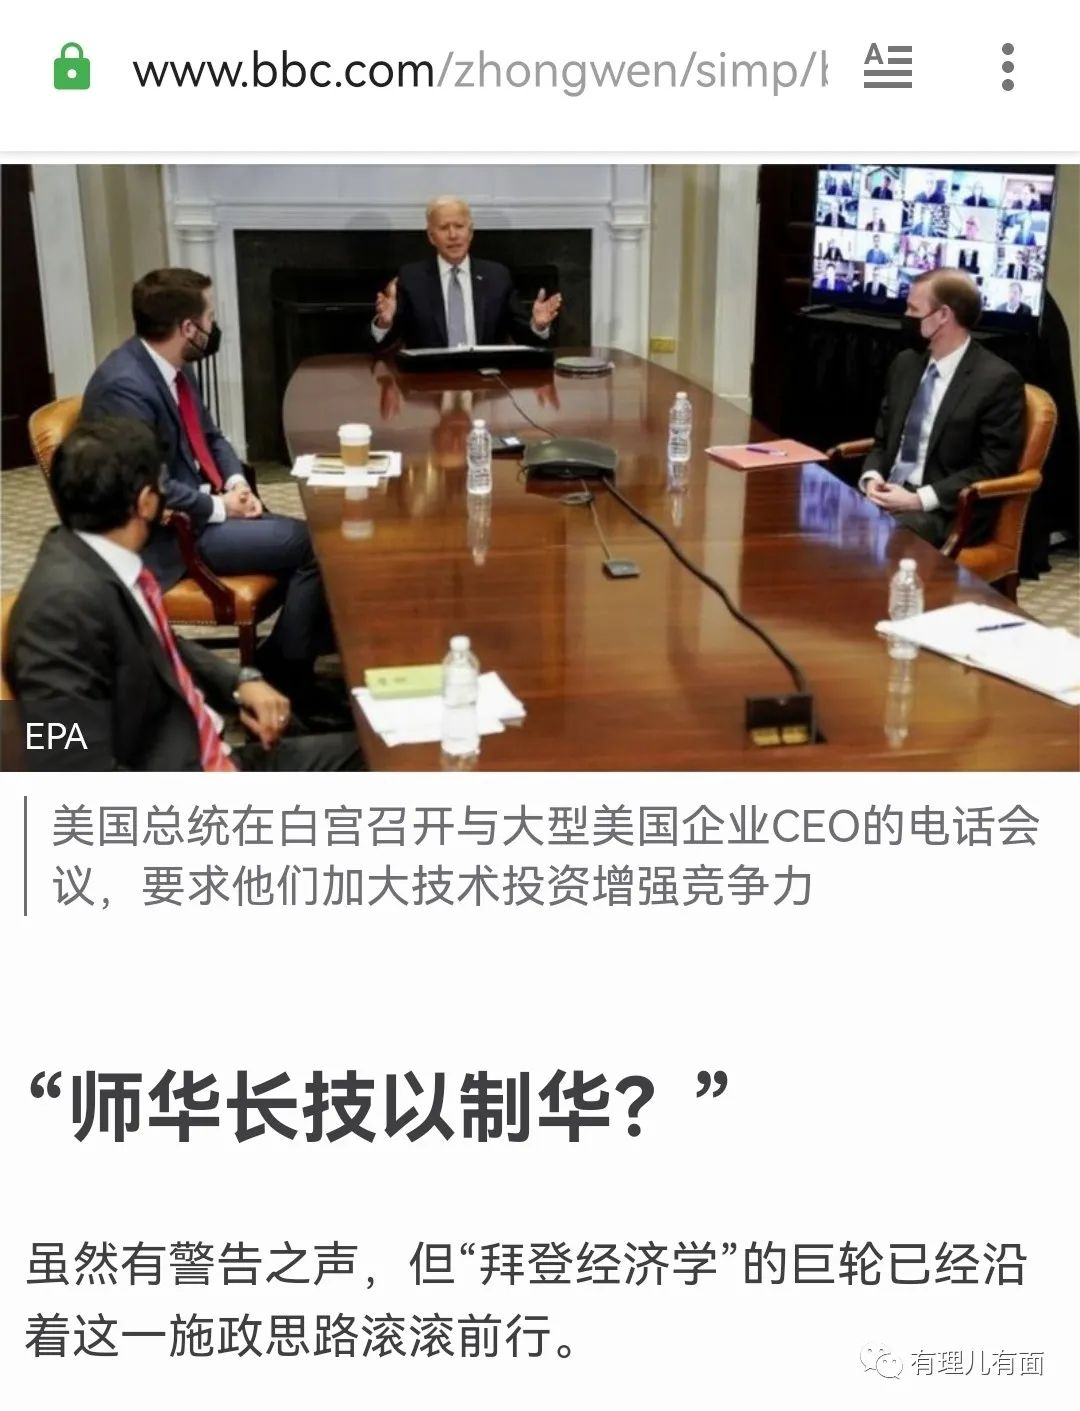 www.bbc.com/zhongwen/simp/b
EPA
美国总统在白宫召开与大型美国企业CEO的电话会
议，要求他们加大技术投资增强竞争力
“师华长技以制华？”
虽然有警告之声，但“拜登经济学”的巨轮已经沿
着这一施政思路滚滚前行。
有理儿有面